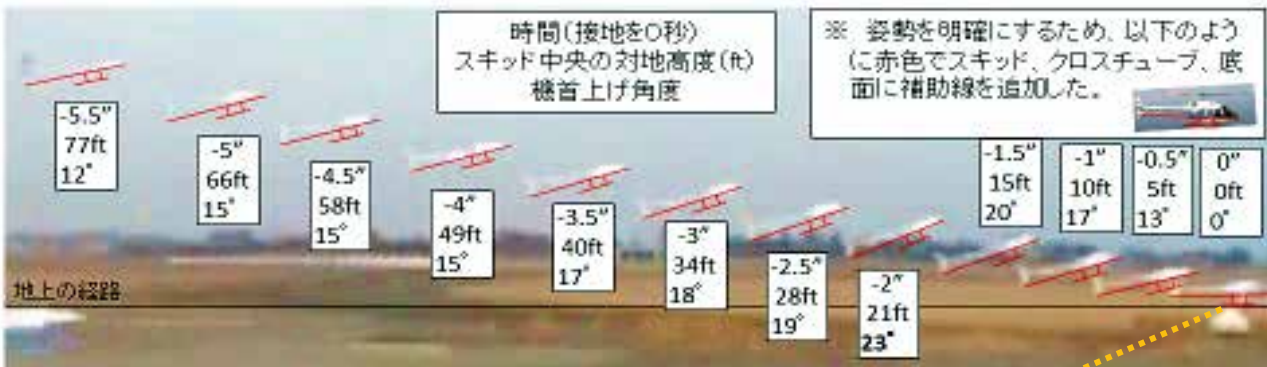 時間(接地を0秒)
スキッド中央の対地高度(ft)
機首上げ角度
※ 姿勢を明確にするため、以下のよう
に赤色でスキッド、クロスチューブ、底
面に補助線を追加した。
-5.5”
77ft
12°
-5”
66ft
15°
-4.5”
58ft
15°
-4”
49ft
15°
-3.5”
40ft
17°
-3”
34ft
18°
-2.5”
28ft
19°
-2”
21ft
23°
-1.5”
15ft
20°
-1”
10ft
17°
-0.5”
5ft
13°
0”
0ft
0°
地上の経路